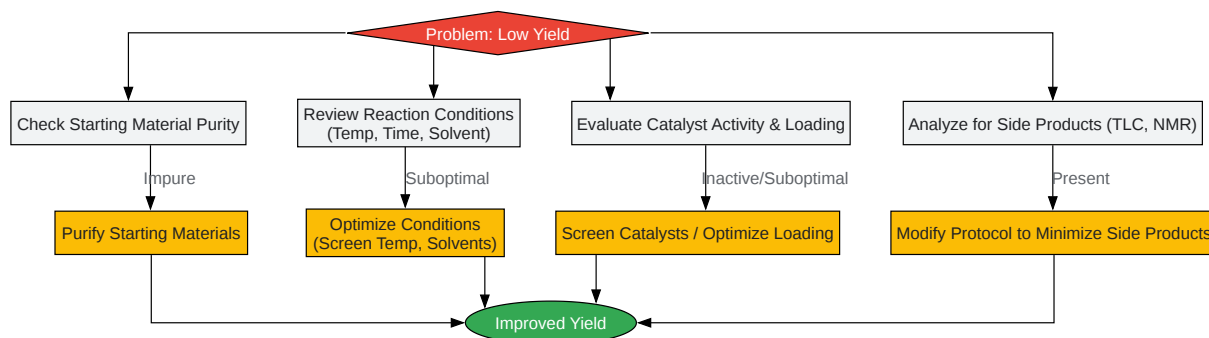 Problem: Low Yield
Check Starting Material Purity
Review Reaction Conditions
(Temp, Time, Solvent)
Evaluate Catalyst Activity & Loading
Analyze for Side Products (TLC, NMR)
Impure
Suboptimal
Inactive/Suboptimal
Present
Purify Starting Materials
Optimize Conditions
(Screen Temp, Solvents)
Screen Catalysts / Optimize Loading
Modify Protocol to Minimize Side Products
Improved Yield